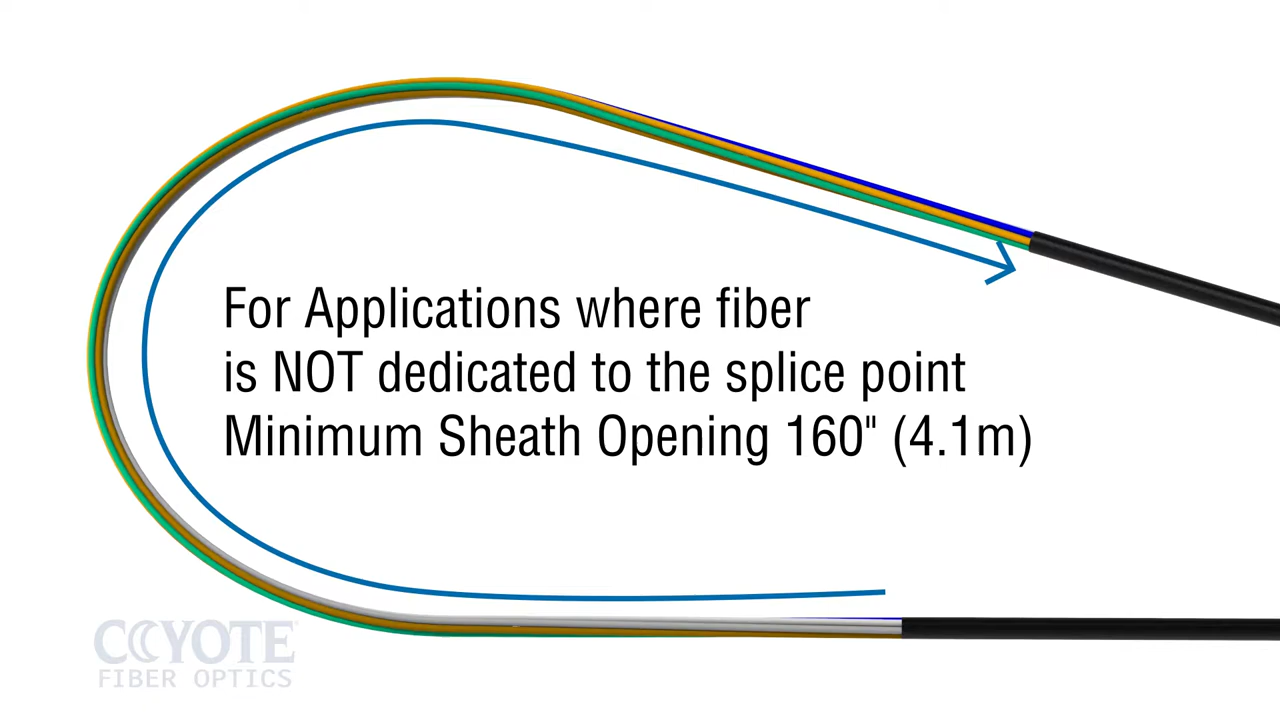 For Applications where fiber
is NOT dedicated to the splice point
Minimum Sheath Opening 160" (4.1m)
COYOTE®
FIBER OPTICS